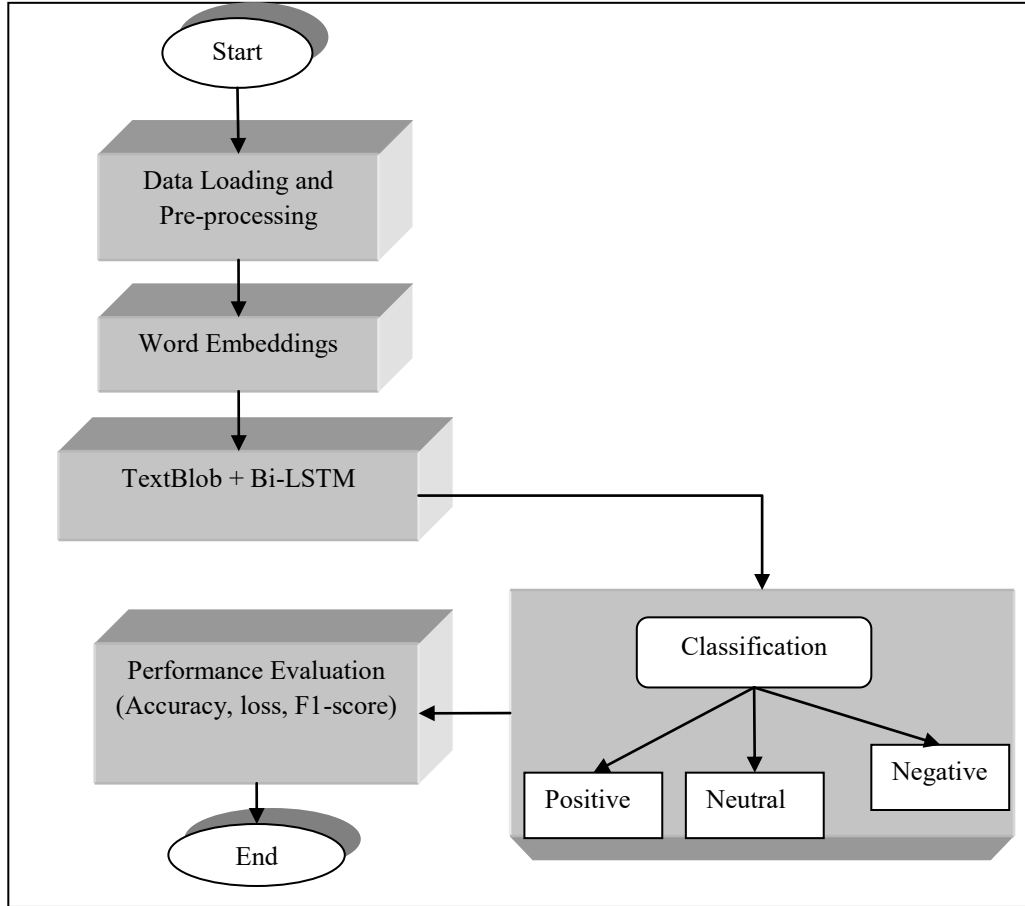 Start
Data Loading and
Pre-processing
Word Embeddings
TextBlob + Bi-LSTM
Classification
Positive
Neutral
Negative
Performance Evaluation
(Accuracy, loss, F1-score)
End